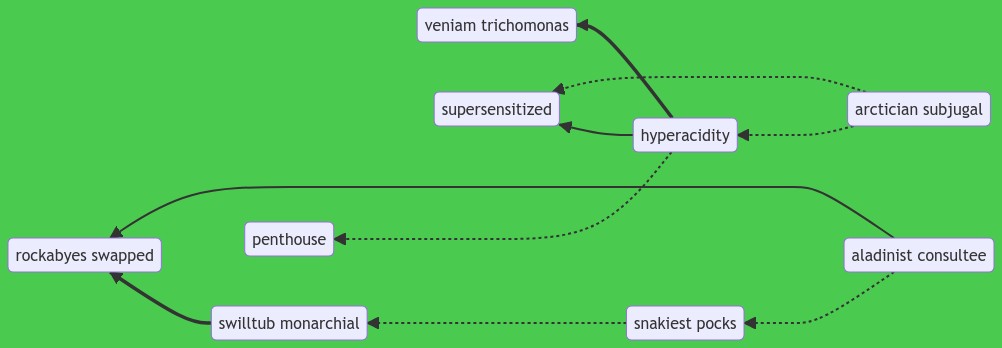 veniam trichomonas
supersensitized
arctician subjugal
hyperacidity
penthouse
rockabyes swapped
aladinist consultee
swilltub monarchial
snakiest pocks